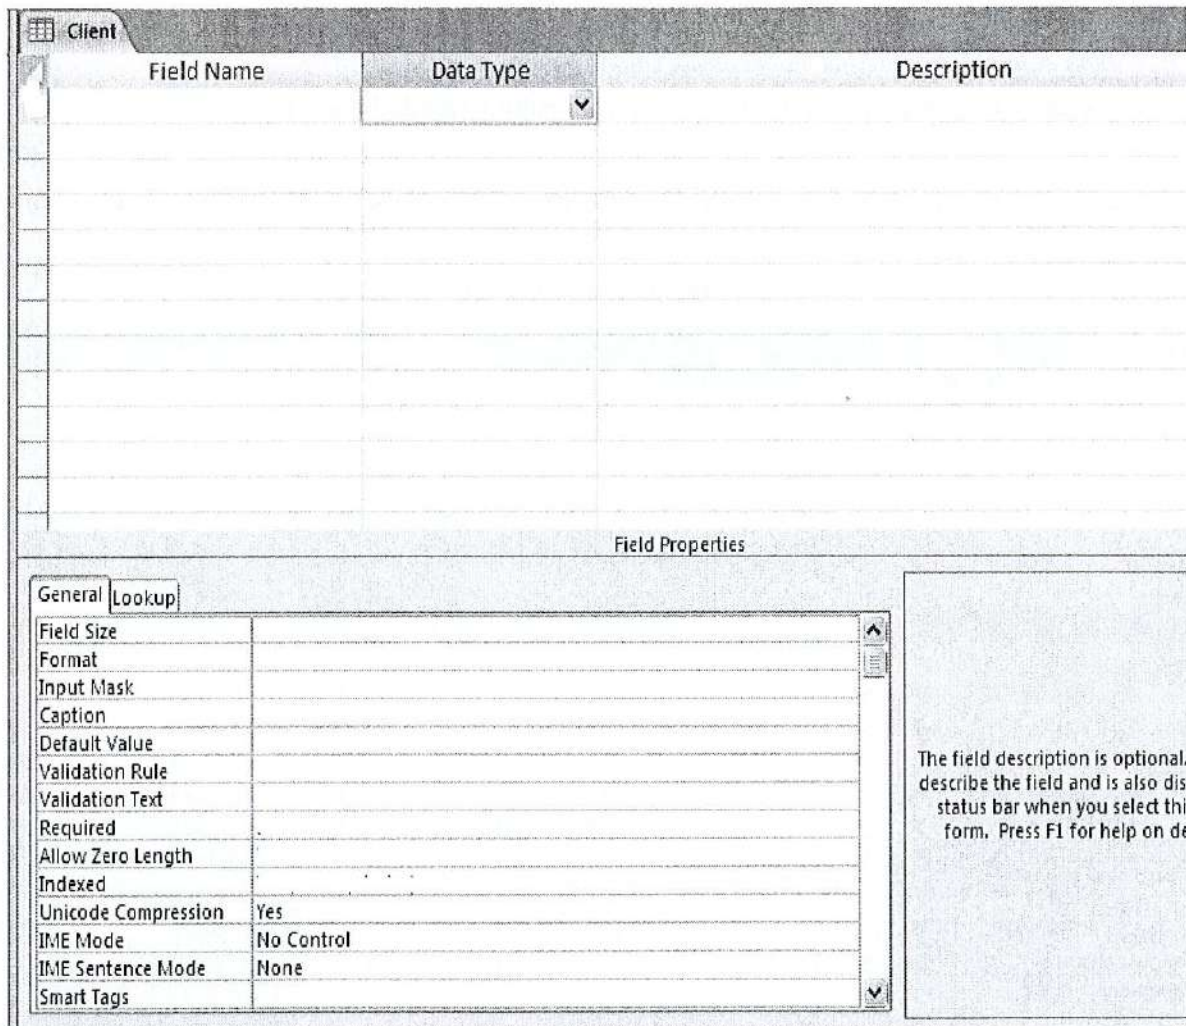 Client
Field Name Data Type Description
Field Properties
General Lookup
Field Size
Format
Input Mask
Caption
Default Value
Validation Rule
Validation Text
Required
Allow Zero Length
Indexed
Unicode Compression Yes
IME Mode No Control
IME Sentence Mode None
Smart Tags
The field description is optional.
describe the field and is also dis
status bar when you select thi
form. Press F1 for help on de